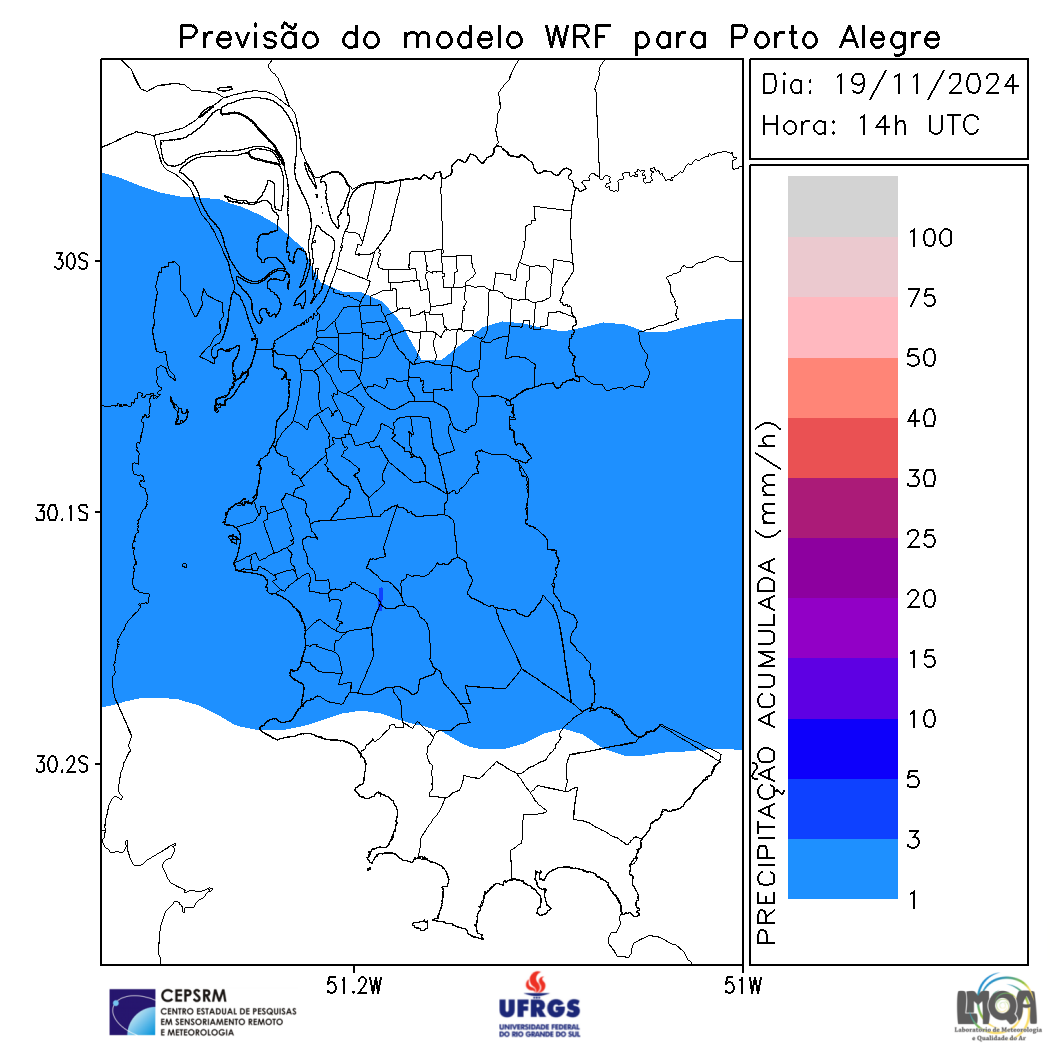 Previsão do modelo WRF para Porto Alegre
Dia: 19/11/2024
Hora: 14h UTC
30S
30.1S
30.2S
51.2W
51W
PRECIPITAÇÃO ACUMULADA (mm/h)
100
75
50
40
30
25
20
15
10
5
3
1
CEPSRM
CENTRO ESTADUAL DE PESQUISAS
EM SENSORIAMENTO REMOTO
E METEOROLOGIA
UFRGS
UNIVERSIDADE FEDERAL
DO RIO GRANDE DO SUL
LMQA
Laboratório de Meteorologia
e Qualidade do Ar